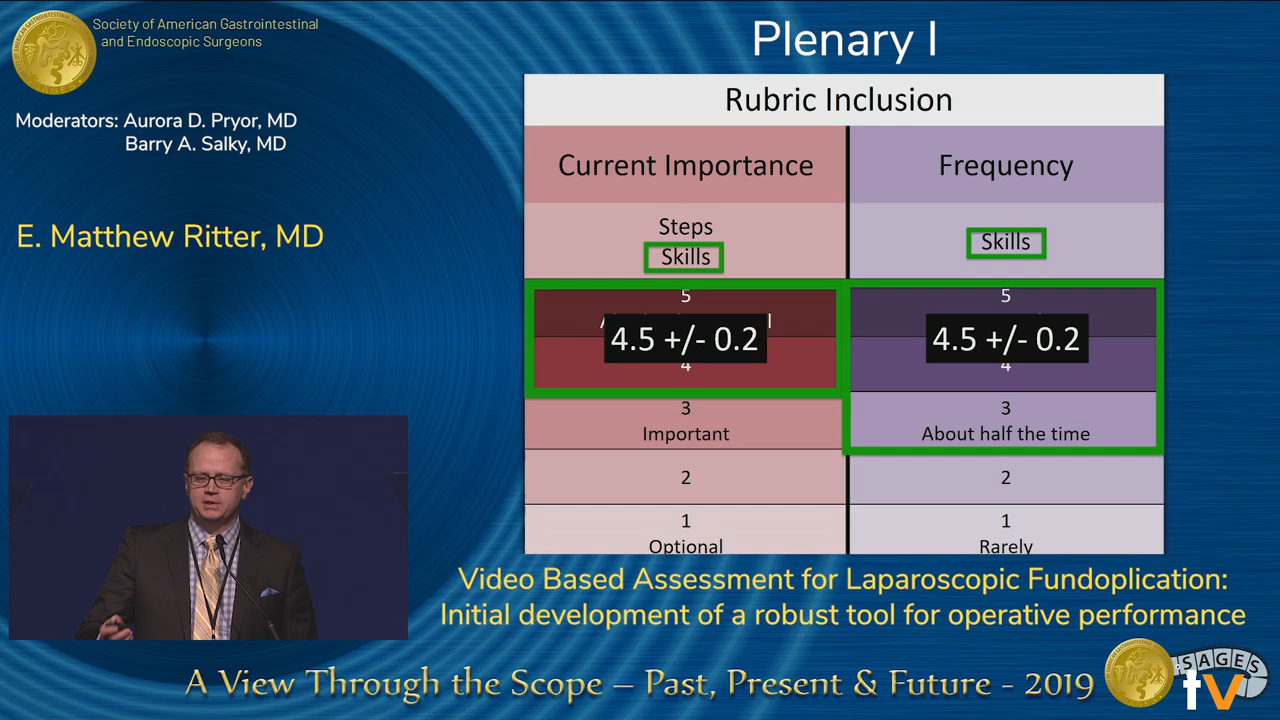 Society of American Gastrointestinal
and Endoscopic Surgeons
Plenary I
Moderators: Aurora D. Pryor, MD
Barry A. Salky, MD
E. Matthew Ritter, MD
Rubric Inclusion
Current Importance
Frequency
Steps
Skills
Skills
5
5
4.5 +/- 0.2
4.5 +/- 0.2
4
4
3
Important
3
About half the time
2
2
1
Optional
1
Rarely
Video Based Assessment for Laparoscopic Fundoplication:
Initial development of a robust tool for operative performance
A View Through the Scope – Past, Present & Future - 2019
SAGES
tv